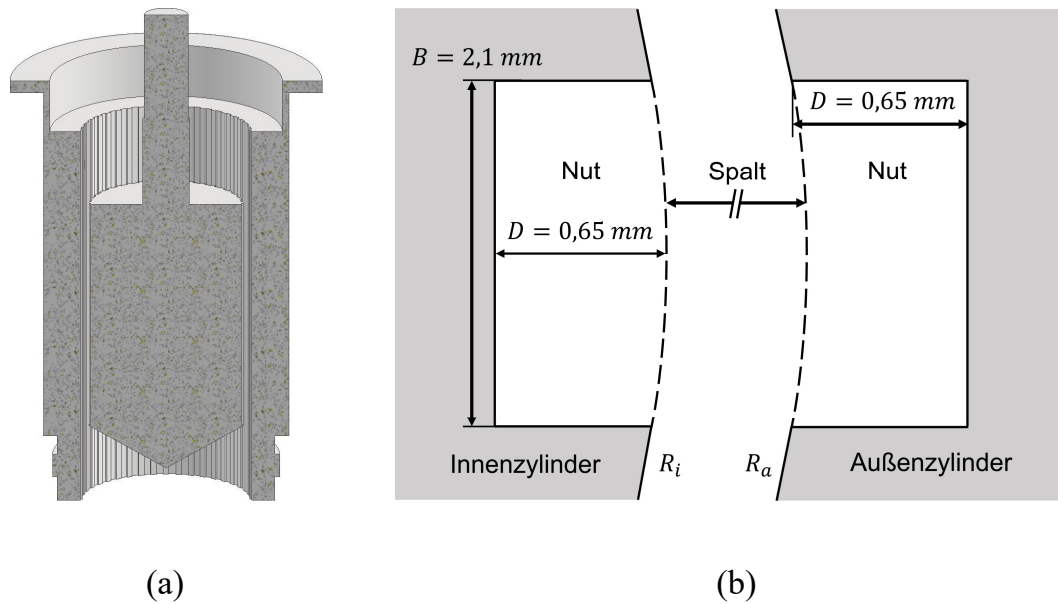 B = 2,1 mm
D = 0,65 mm
Nut
Spalt
Nut
D = 0,65 mm
Innenzylinder
R_i
R_a
Außenzylinder
(a)
(b)